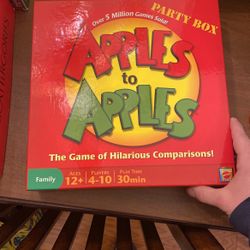 PARTY BOX
Over 5 Million Games Sold!
APPLES
to
APPLES
The Game of Hilarious Comparisons!
Family
AGES 12+
PLAYERS 4-10
PLAY TIME 30min